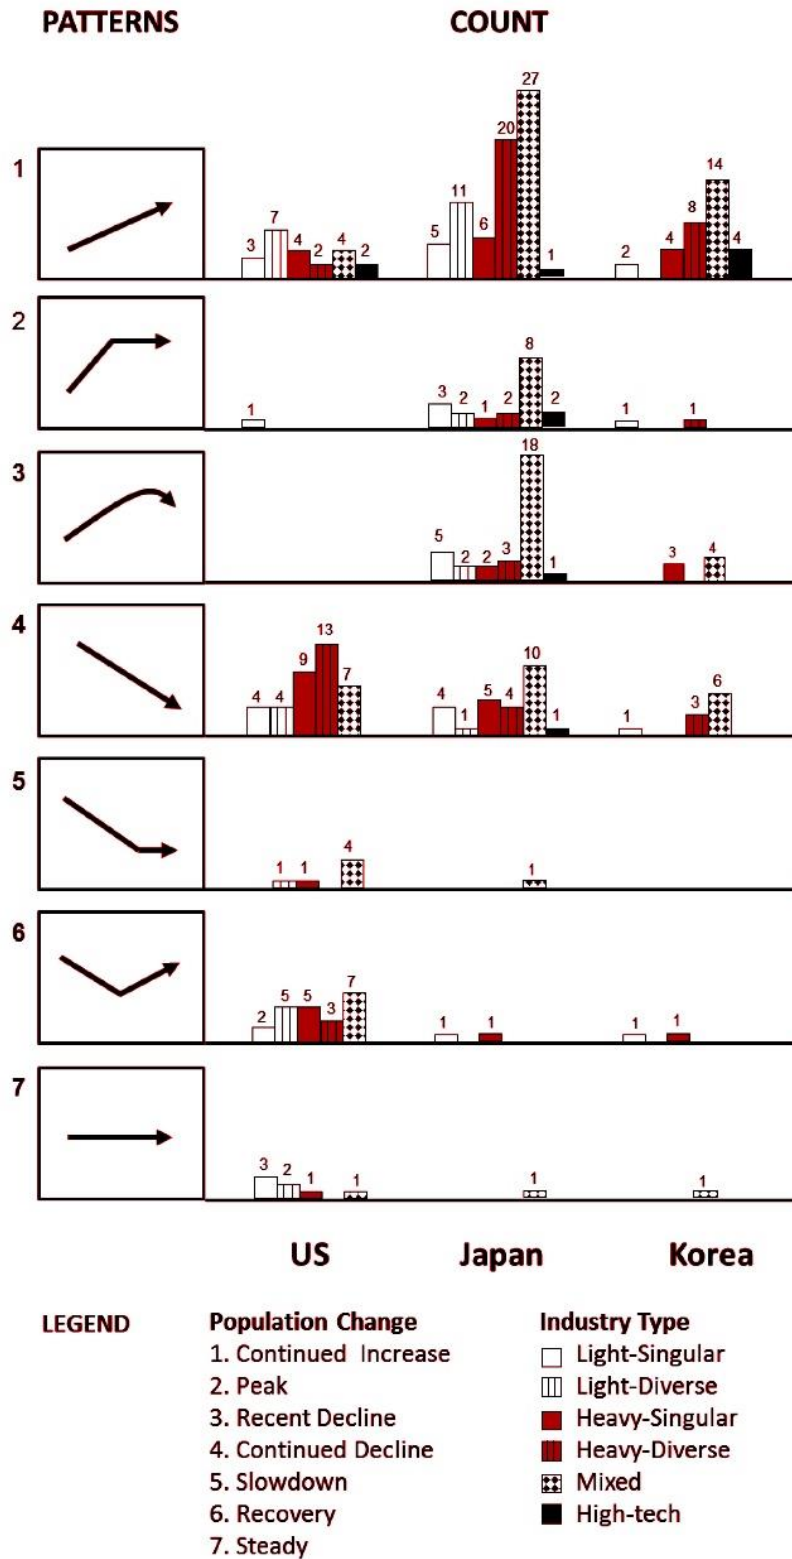 PATTERNS COUNT
27
20
14
11
1 7 8
5 6
3 4 2 4 2 1 2 4 4
2 8
3 2 1 2 2
1 1 1
3 18
5 2 2 3 1 3 4
4 13
9 10
4 4 7 4 1 5 4 1 1 3 6
5
1 1 4 1
6
2 5 5 3 7 1 1 1 1
7
3 2 1 1 1 1
US Japan Korea
LEGEND Population Change Industry Type
1. Continued Increase Light-Singular
2. Peak Light-Diverse
3. Recent Decline Heavy-Singular
4. Continued Decline Heavy-Diverse
5. Slowdown Mixed
6. Recovery High-tech
7. Steady